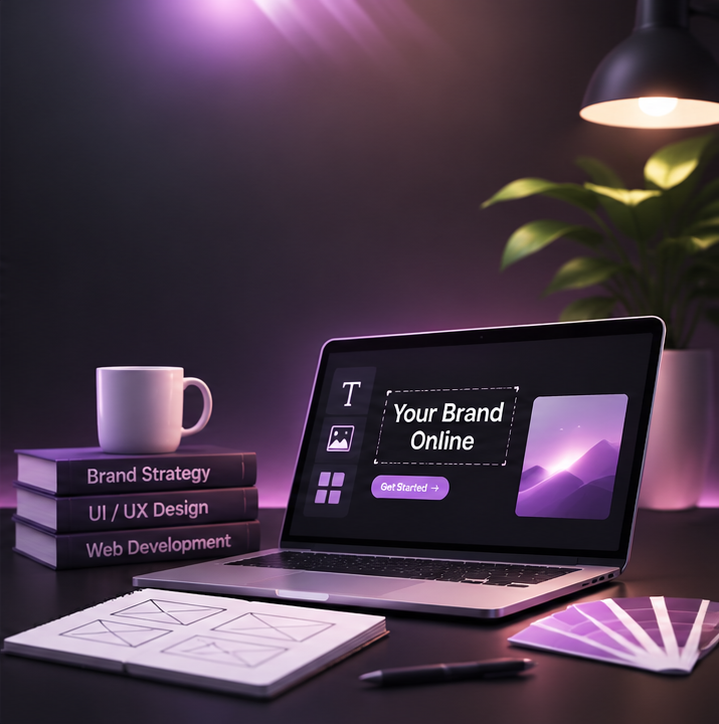 Brand Strategy
UI / UX Design
Web Development
T
Your Brand
Online
Get Started →